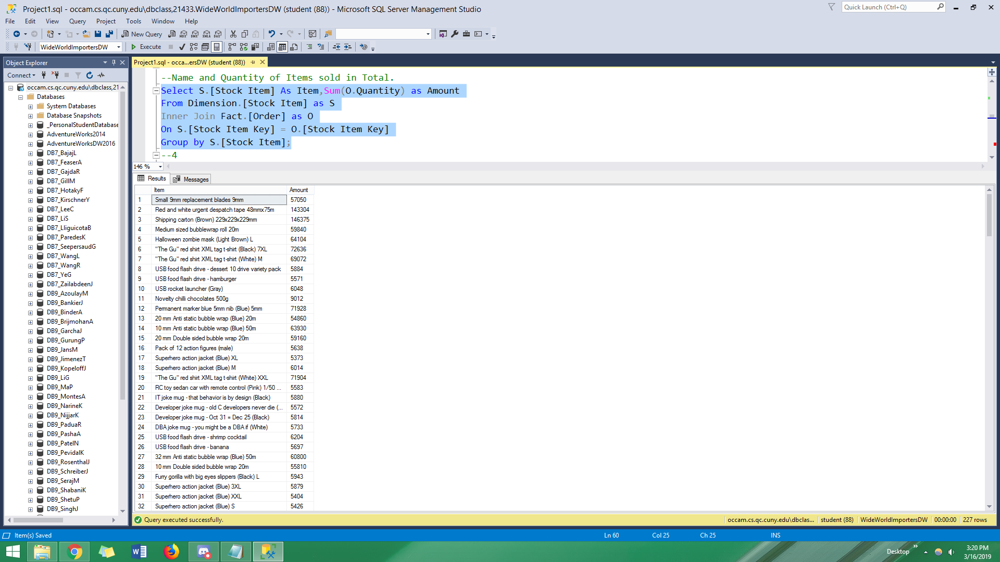 Project1.sql - occam.cs.qc.cuny.edu\dbclass,21433.WideWorldImportersDW (student (88)) - Microsoft SQL Server Management Studio
Quick Launch (Ctrl+Q)
File Edit View Query Project Tools Window Help
New Query MDX DMX XMLA DAX
WideWorldImportersDW Execute
Object Explorer
Connect
occam.cs.qc.cuny.edu\dbclass,21
Databases
System Databases
Database Snapshots
_PersonalStudentDatabase
AdventureWorks2014
AdventureWorksDW2016
DB7_BajajL
DB7_FeaserA
DB7_GajdaR
DB7_GillM
DB7_HotakyF
DB7_KirschnerY
DB7_LeeC
DB7_LiS
DB7_LliguicotaB
DB7_ParedesK
DB7_SeepersaudG
DB7_WangL
DB7_WangR
DB7_YeG
DB7_ZailabdeenJ
DB9_AzoulayM
DB9_BankierJ
DB9_BinderA
DB9_BrijmohanA
DB9_GarchaJ
DB9_GurungP
DB9_JansM
DB9_JimenezT
DB9_KopeloffJ
DB9_LiG
DB9_MaP
DB9_MontesA
DB9_NarineK
DB9_NijjarK
DB9_PaduaR
DB9_PashaA
DB9_PatelN
DB9_PevidalK
DB9_RosenthalJ
DB9_SchreiberJ
DB9_SerajM
DB9_ShabaniK
DB9_ShetuP
DB9_SinghJ
Project1.sql - occa...ersDW (student (88))
--Name and Quantity of Items sold in Total.
Select S.[Stock Item] As Item,Sum(O.Quantity) as Amount
From Dimension.[Stock Item] as S
Inner Join Fact.[Order] as O
On S.[Stock Item Key] = O.[Stock Item Key]
Group by S.[Stock Item];
--4
146 %
Results Messages
Item Amount
1 Small 9mm replacement blades 9mm 57050
2 Red and white urgent despatch tape 48mmx75m 143304
3 Shipping carton (Brown) 229x229x229mm 146375
4 Medium sized bubblewrap roll 20m 59840
5 Halloween zombie mask (Light Brown) L 64104
6 "The Gu" red shirt XML tag t-shirt (Black) 7XL 72636
7 "The Gu" red shirt XML tag t-shirt (White) M 69072
8 USB food flash drive - dessert 10 drive variety pack 5884
9 USB food flash drive - hamburger 5571
10 USB rocket launcher (Gray) 6048
11 Novelty chilli chocolates 500g 9012
12 Permanent marker blue 5mm nib (Blue) 5mm 71928
13 20 mm Anti static bubble wrap (Blue) 20m 54860
14 10 mm Anti static bubble wrap (Blue) 50m 63930
15 20 mm Double sided bubble wrap 20m 59160
16 Pack of 12 action figures (male) 5638
17 Superhero action jacket (Blue) XL 5373
18 Superhero action jacket (Blue) M 6014
19 "The Gu" red shirt XML tag t-shirt (White) XXL 71904
20 RC toy sedan car with remote control (Pink) 1/50 ... 5583
21 IT joke mug - that behavior is by design (Black) 5880
22 Developer joke mug - old C developers never die (... 5572
23 Developer joke mug - Oct 31 = Dec 25 (Black) 5814
24 DBA joke mug - you might be a DBA if (White) 5733
25 USB food flash drive - shrimp cocktail 6204
26 USB food flash drive - banana 5697
27 32 mm Anti static bubble wrap (Blue) 50m 60800
28 10 mm Double sided bubble wrap 20m 55810
29 Furry gorilla with big eyes slippers (Black) L 5943
30 Superhero action jacket (Blue) 3XL 5879
31 Superhero action jacket (Blue) XXL 5404
32 Superhero action jacket (Blue) S 5426
Query executed successfully. occam.cs.qc.cuny.edu\dbclas... student (88) WideWorldImportersDW 00:00:00 227 rows
Item(s) Saved Ln 60 Col 25 Ch 25 INS
Desktop
3:20 PM
3/16/2019